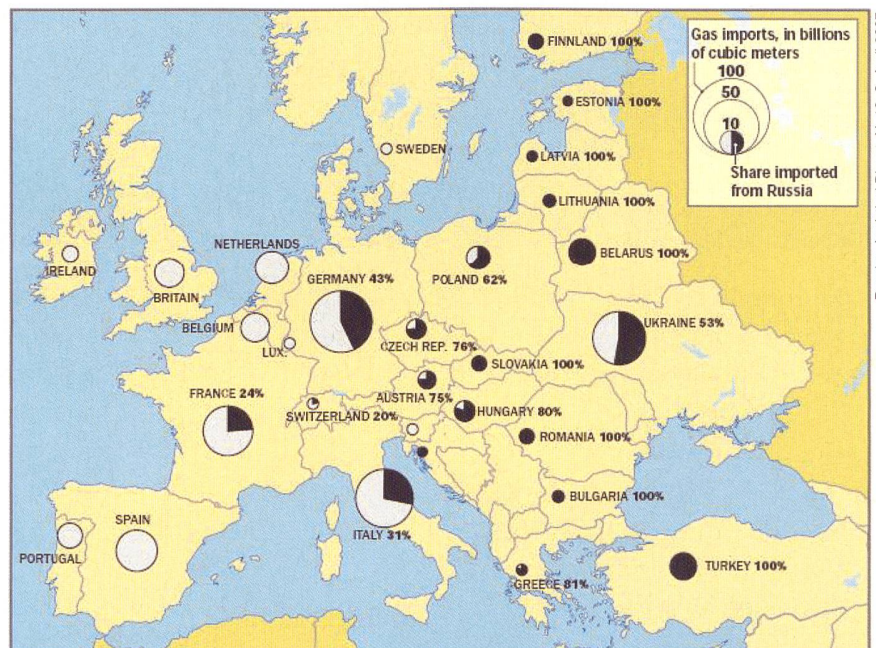 Gas imports, in billions
of cubic meters
100
50
10
Share imported
from Russia
FINNLAND 100%
ESTONIA 100%
SWEDEN
LATVIA 100%
LITHUANIA 100%
NETHERLANDS
IRELAND
BRITAIN
GERMANY 43%
POLAND 62%
BELARUS 100%
BELGIUM
LUX.
CZECH REP. 76%
UKRAINE 53%
SLOVAKIA 100%
FRANCE 24%
AUSTRIA 75%
SWITZERLAND 20%
HUNGARY 80%
ROMANIA 100%
BULGARIA 100%
ITALY 31%
SPAIN
PORTUGAL
GREECE 81%
TURKEY 100%